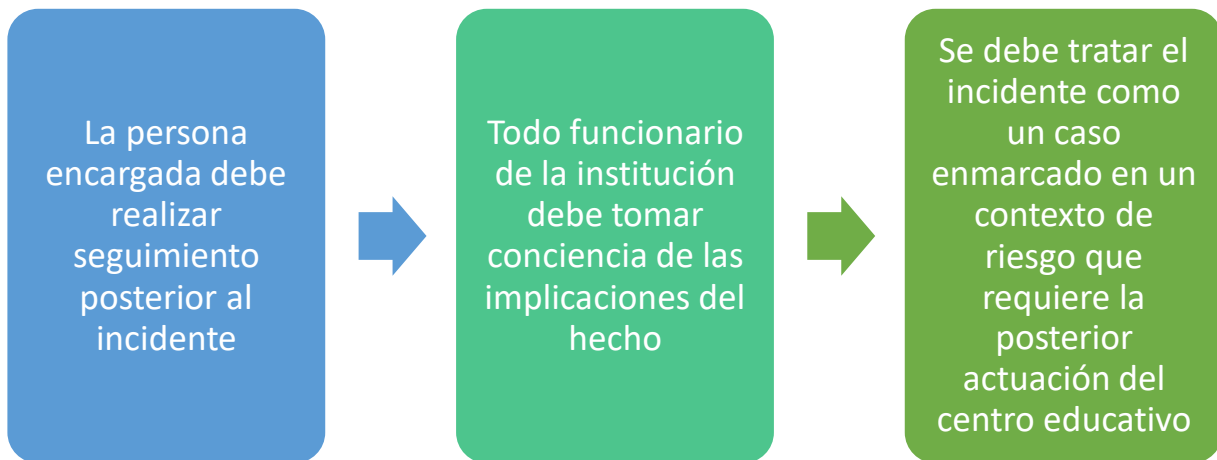 La persona
encargada debe
realizar
seguimiento
posterior al
incidente
Todo funcionario
de la institución
debe tomar
conciencia de las
implicaciones del
hecho
Se debe tratar el
incidente como
un caso
enmarcado en un
contexto de
riesgo que
requiere la
posterior
actuación del
centro educativo